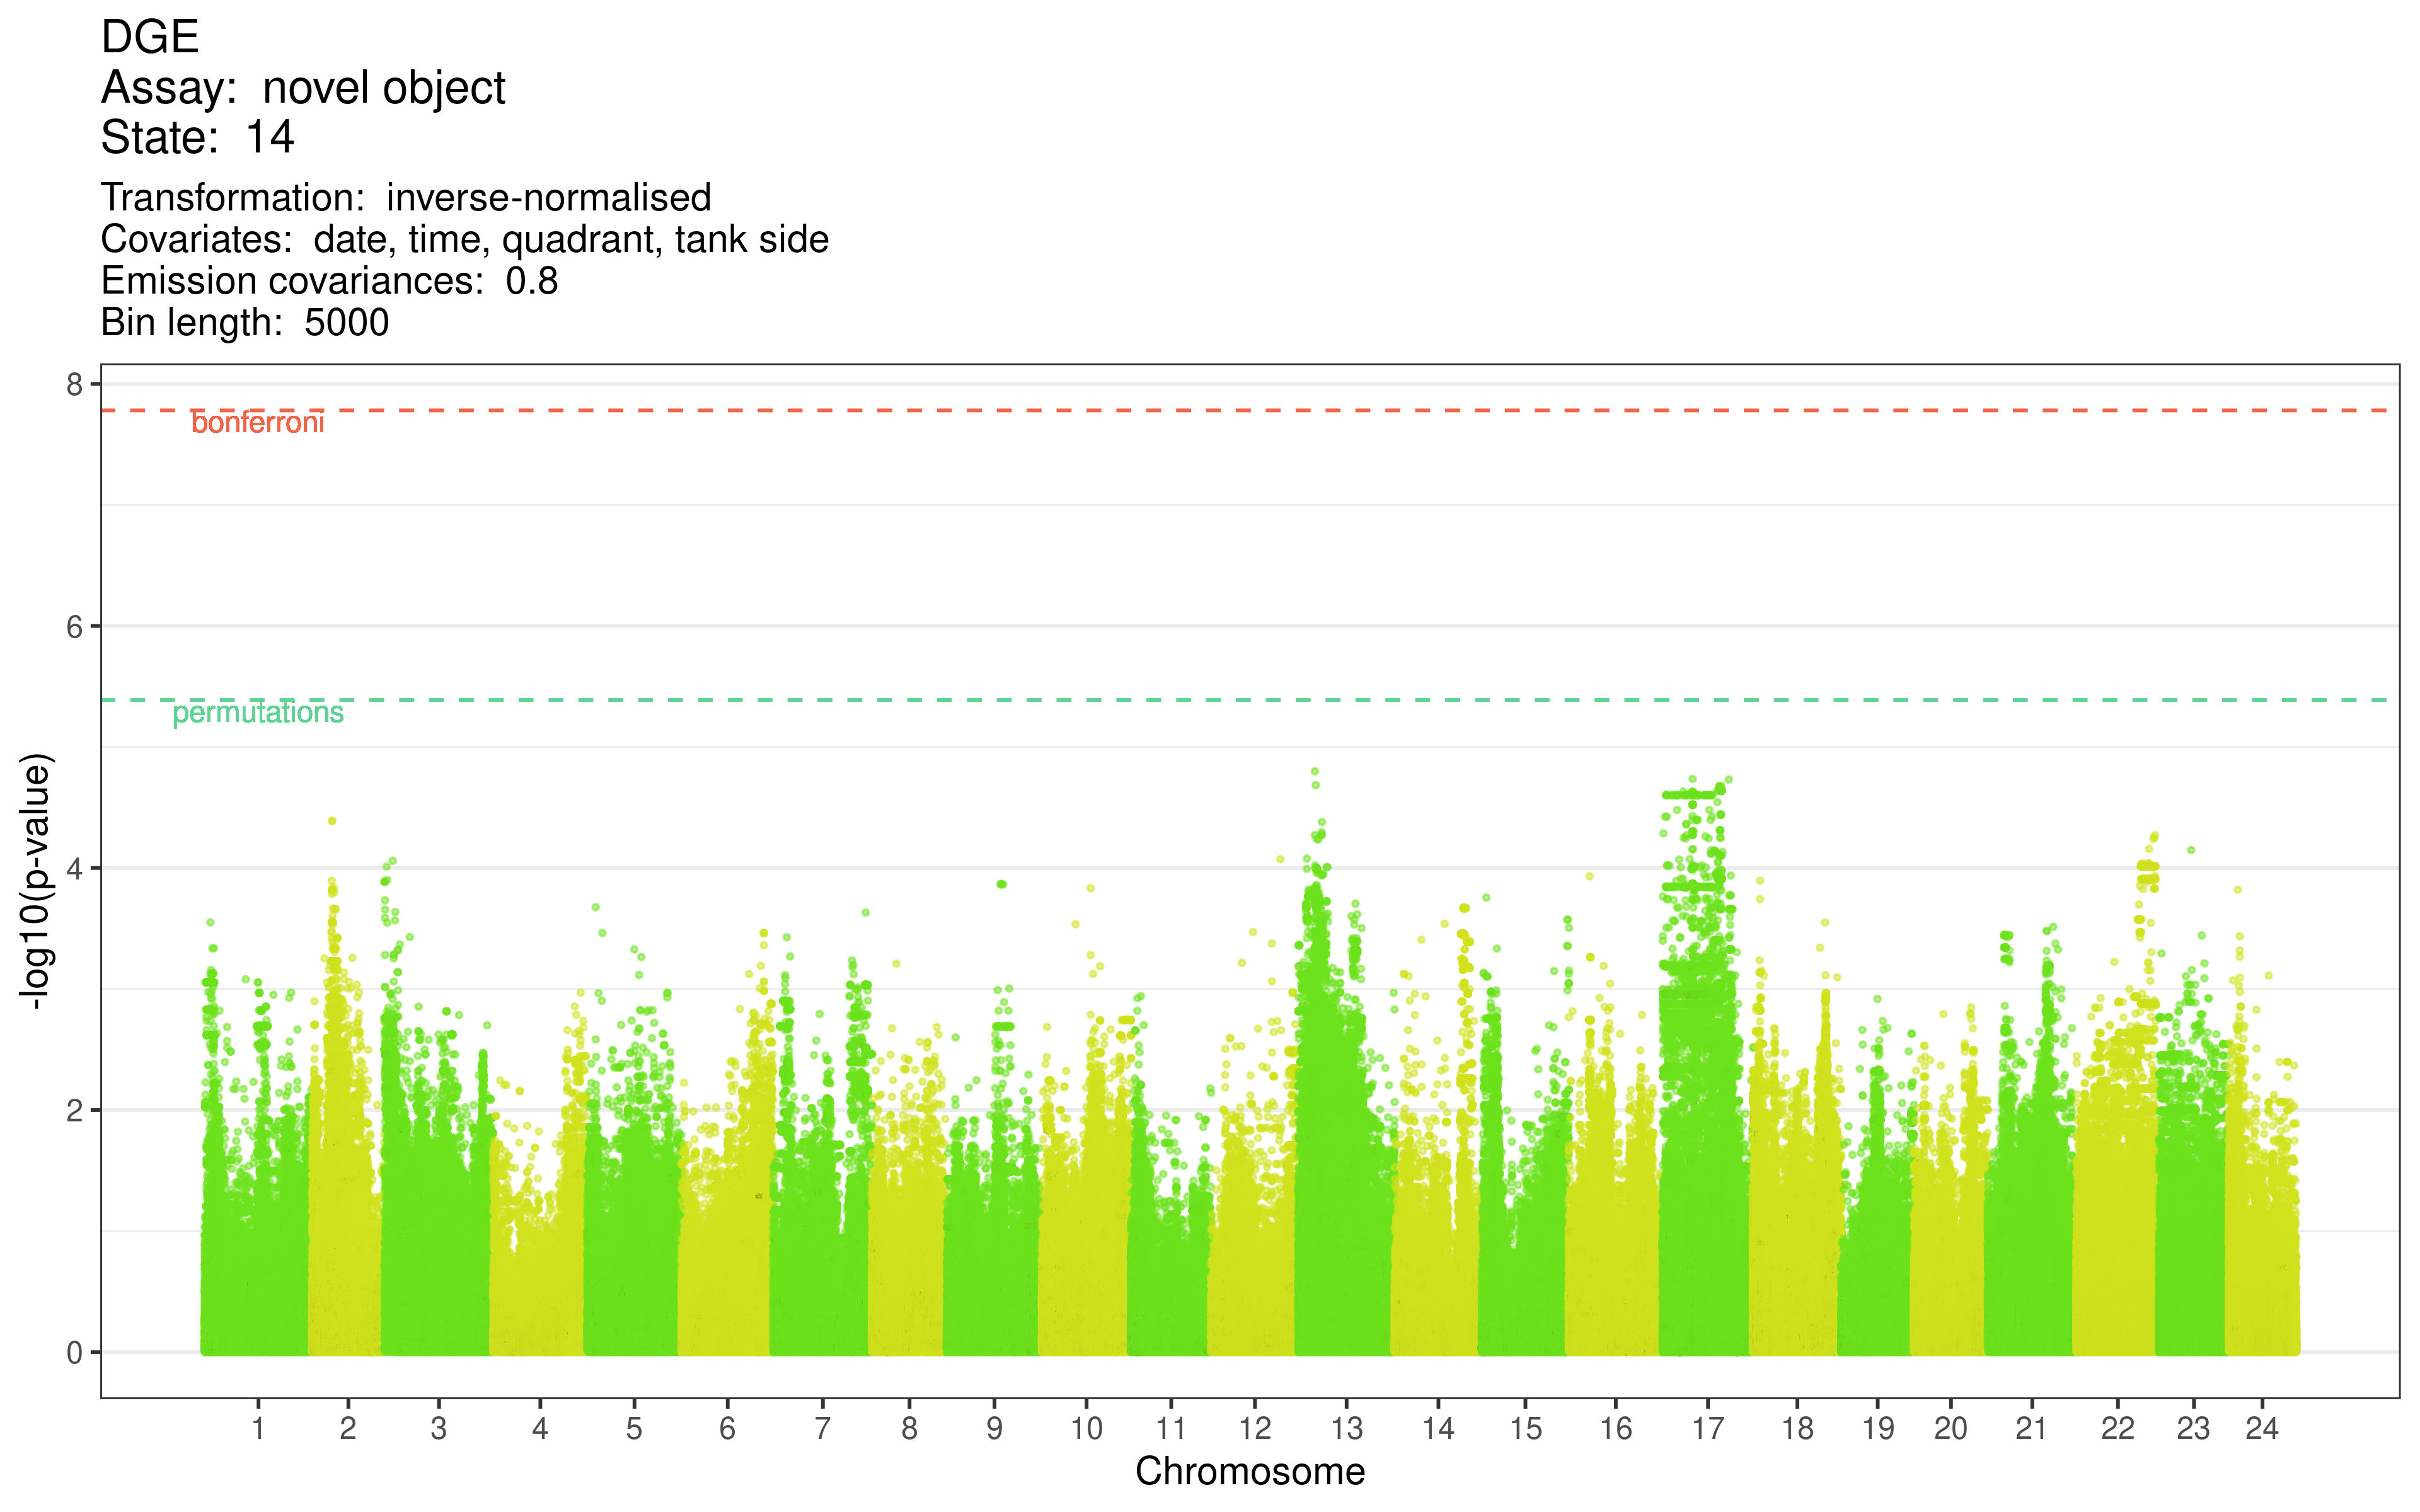 DGE
Assay:  novel object
State:  14
Transformation:  inverse-normalised
Covariates:  date, time, quadrant, tank side
Emission covariances:  0.8
Bin length:  5000
8
bonferroni
6
permutations
4
2
0
-log10(p-value)
1 2 3 4 5 6 7 8 9 10 11 12 13 14 15 16 17 18 19 20 21 22 23 24
Chromosome